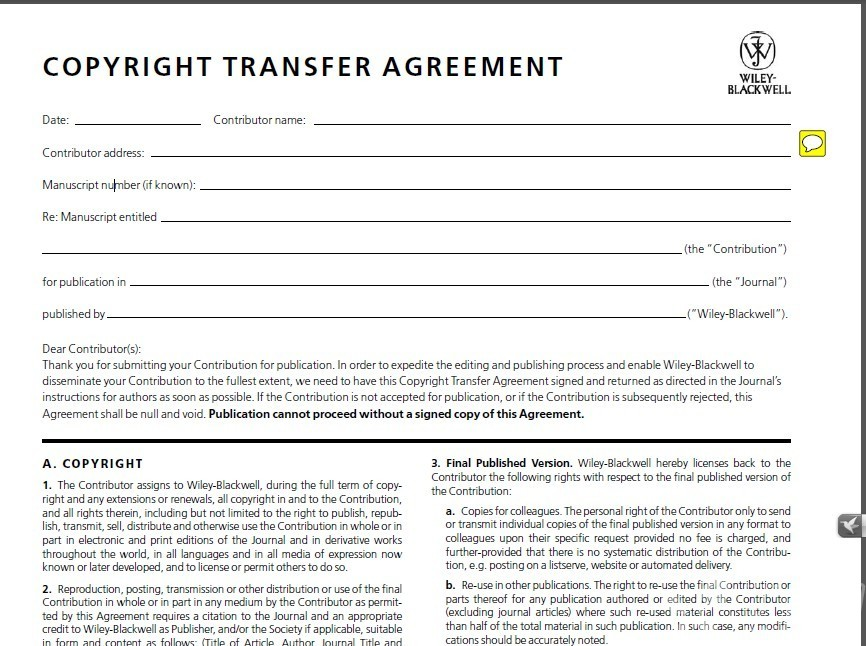 COPYRIGHT TRANSFER AGREEMENT
WILEY-
BLACKWELL
Date: Contributor name:
Contributor address:
Manuscript number (if known):
Re: Manuscript entitled
(the “Contribution”)
for publication in (the “Journal”)
published by (“Wiley-Blackwell”).
Dear Contributor(s):
Thank you for submitting your Contribution for publication. In order to expedite the editing and publishing process and enable Wiley-Blackwell to
disseminate your Contribution to the fullest extent, we need to have this Copyright Transfer Agreement signed and returned as directed in the Journal’s
instructions for authors as soon as possible. If the Contribution is not accepted for publication, or if the Contribution is subsequently rejected, this
Agreement shall be null and void. Publication cannot proceed without a signed copy of this Agreement.
A. COPYRIGHT
1. The Contributor assigns to Wiley-Blackwell, during the full term of copy-
right and any extensions or renewals, all copyright in and to the Contribution,
and all rights therein, including but not limited to the right to publish, repub-
lish, transmit, sell, distribute and otherwise use the Contribution in whole or in
part in electronic and print editions of the Journal and in derivative works
throughout the world, in all languages and in all media of expression now
known or later developed, and to license or permit others to do so.
2. Reproduction, posting, transmission or other distribution or use of the final
Contribution in whole or in part in any medium by the Contributor as permit-
ted by this Agreement requires a citation to the Journal and an appropriate
credit to Wiley-Blackwell as Publisher, and/or the Society if applicable, suitable
in form and content as follows: (Title of Article, Author, Journal Title and
3. Final Published Version. Wiley-Blackwell hereby licenses back to the
Contributor the following rights with respect to the final published version of
the Contribution:
a. Copies for colleagues. The personal right of the Contributor only to send
or transmit individual copies of the final published version in any format to
colleagues upon their specific request provided no fee is charged, and
further-provided that there is no systematic distribution of the Contribu-
tion, e.g. posting on a listserve, website or automated delivery.
b. Re-use in other publications. The right to re-use the final Contribution or
parts thereof for any publication authored or edited by the Contributor
(excluding journal articles) where such re-used material constitutes less
than half of the total material in such publication. In such case, any modifi-
cations should be accurately noted.